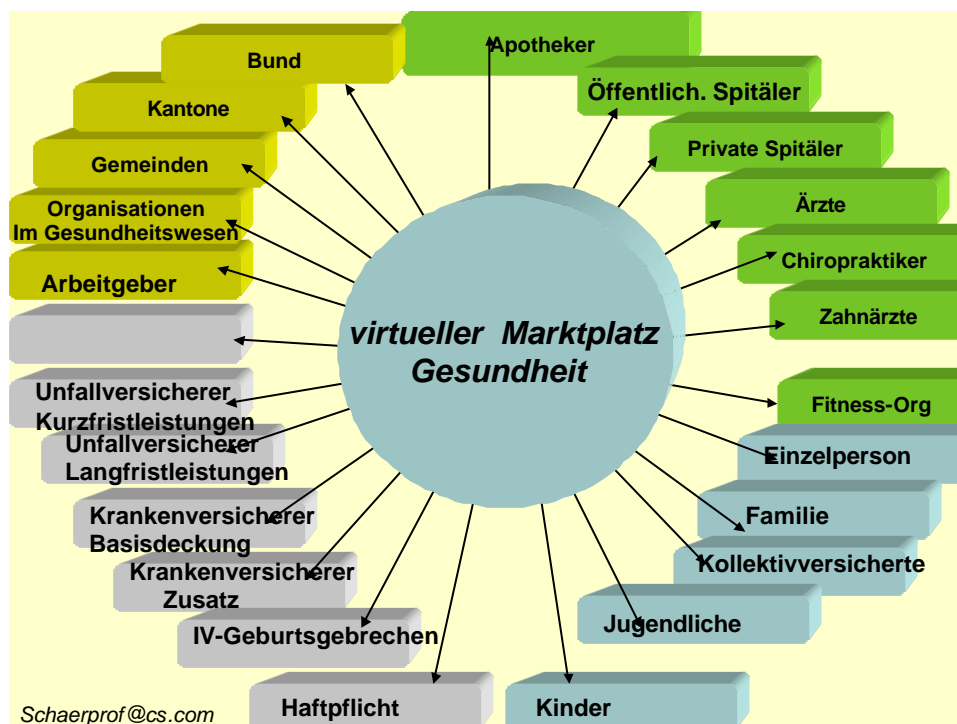 Apotheker
Bund
Öffentlich. Spitäler
Kantone
Private Spitäler
Gemeinden
Ärzte
Organisationen
Im Gesundheitswesen
Chiropraktiker
Arbeitgeber
Zahnärzte
virtueller Marktplatz
Gesundheit
Unfallversicherer
Kurzfristleistungen
Fitness-Org
Unfallversicherer
Langfristleistungen
Einzelperson
Krankenversicherer
Basisdeckung
Familie
Krankenversicherer
Zusatz
Kollektivversicherte
IV-Geburtsgebrechen
Jugendliche
Haftpflicht
Kinder
Schaerprof@cs.com